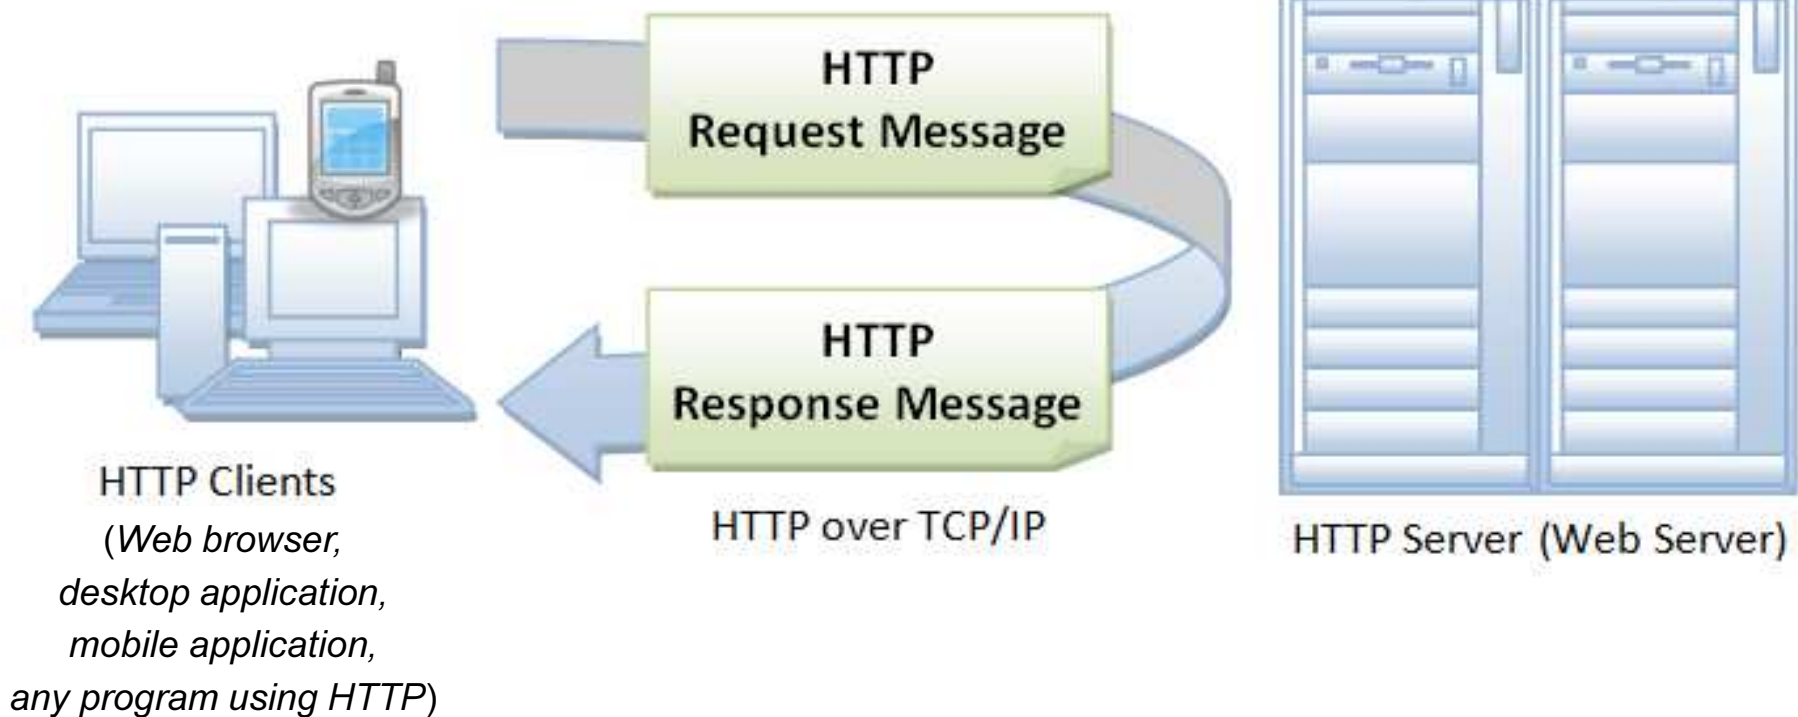 HTTP
Request Message
HTTP
Response Message
HTTP Clients
(Web browser,
desktop application,
mobile application,
any program using HTTP)
HTTP over TCP/IP
HTTP Server (Web Server)